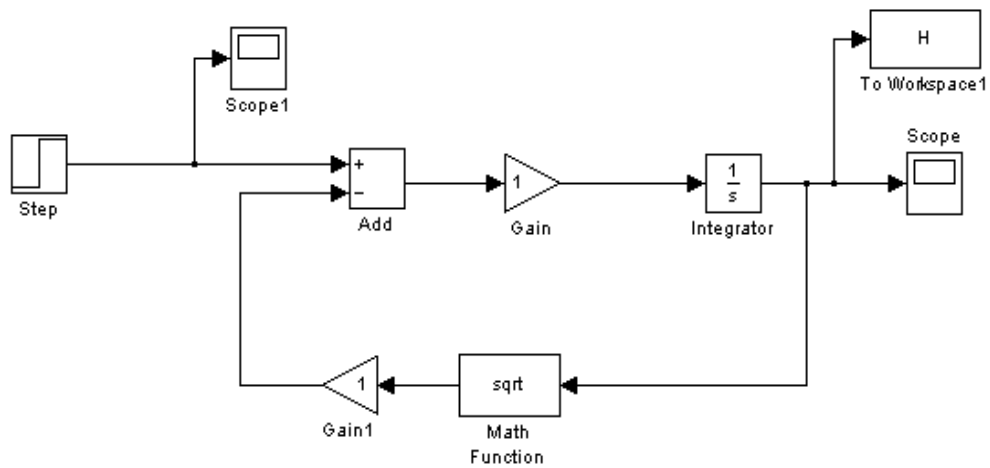 H
To Workspace1
Scope1
Scope
+
−
Step
Add
1
Gain
1
s
Integrator
1
Gain1
sqrt
Math
Function